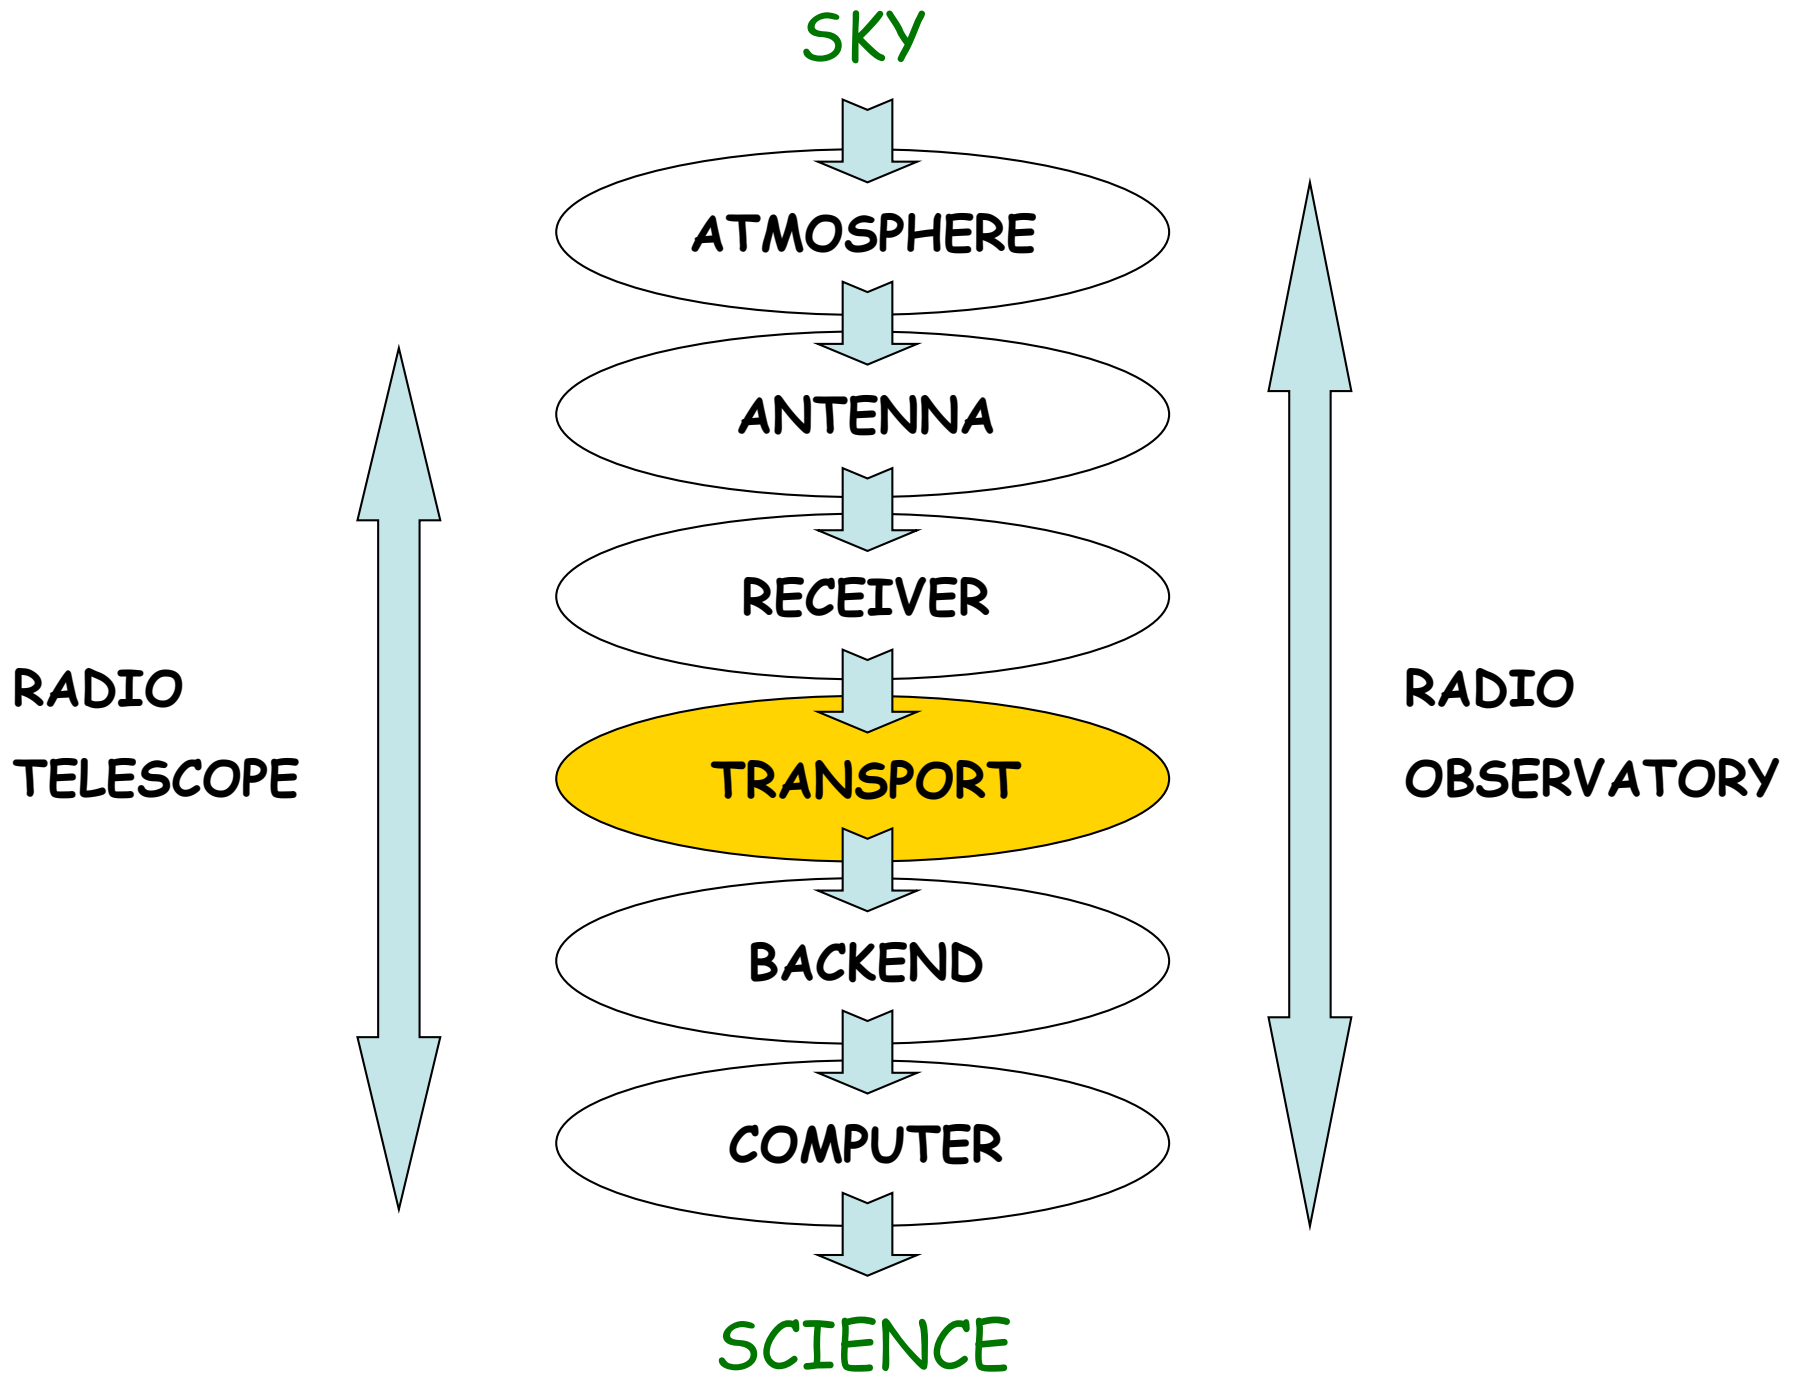 SKY
ATMOSPHERE
ANTENNA
RECEIVER
RADIO
TELESCOPE
TRANSPORT
RADIO
OBSERVATORY
BACKEND
COMPUTER
SCIENCE